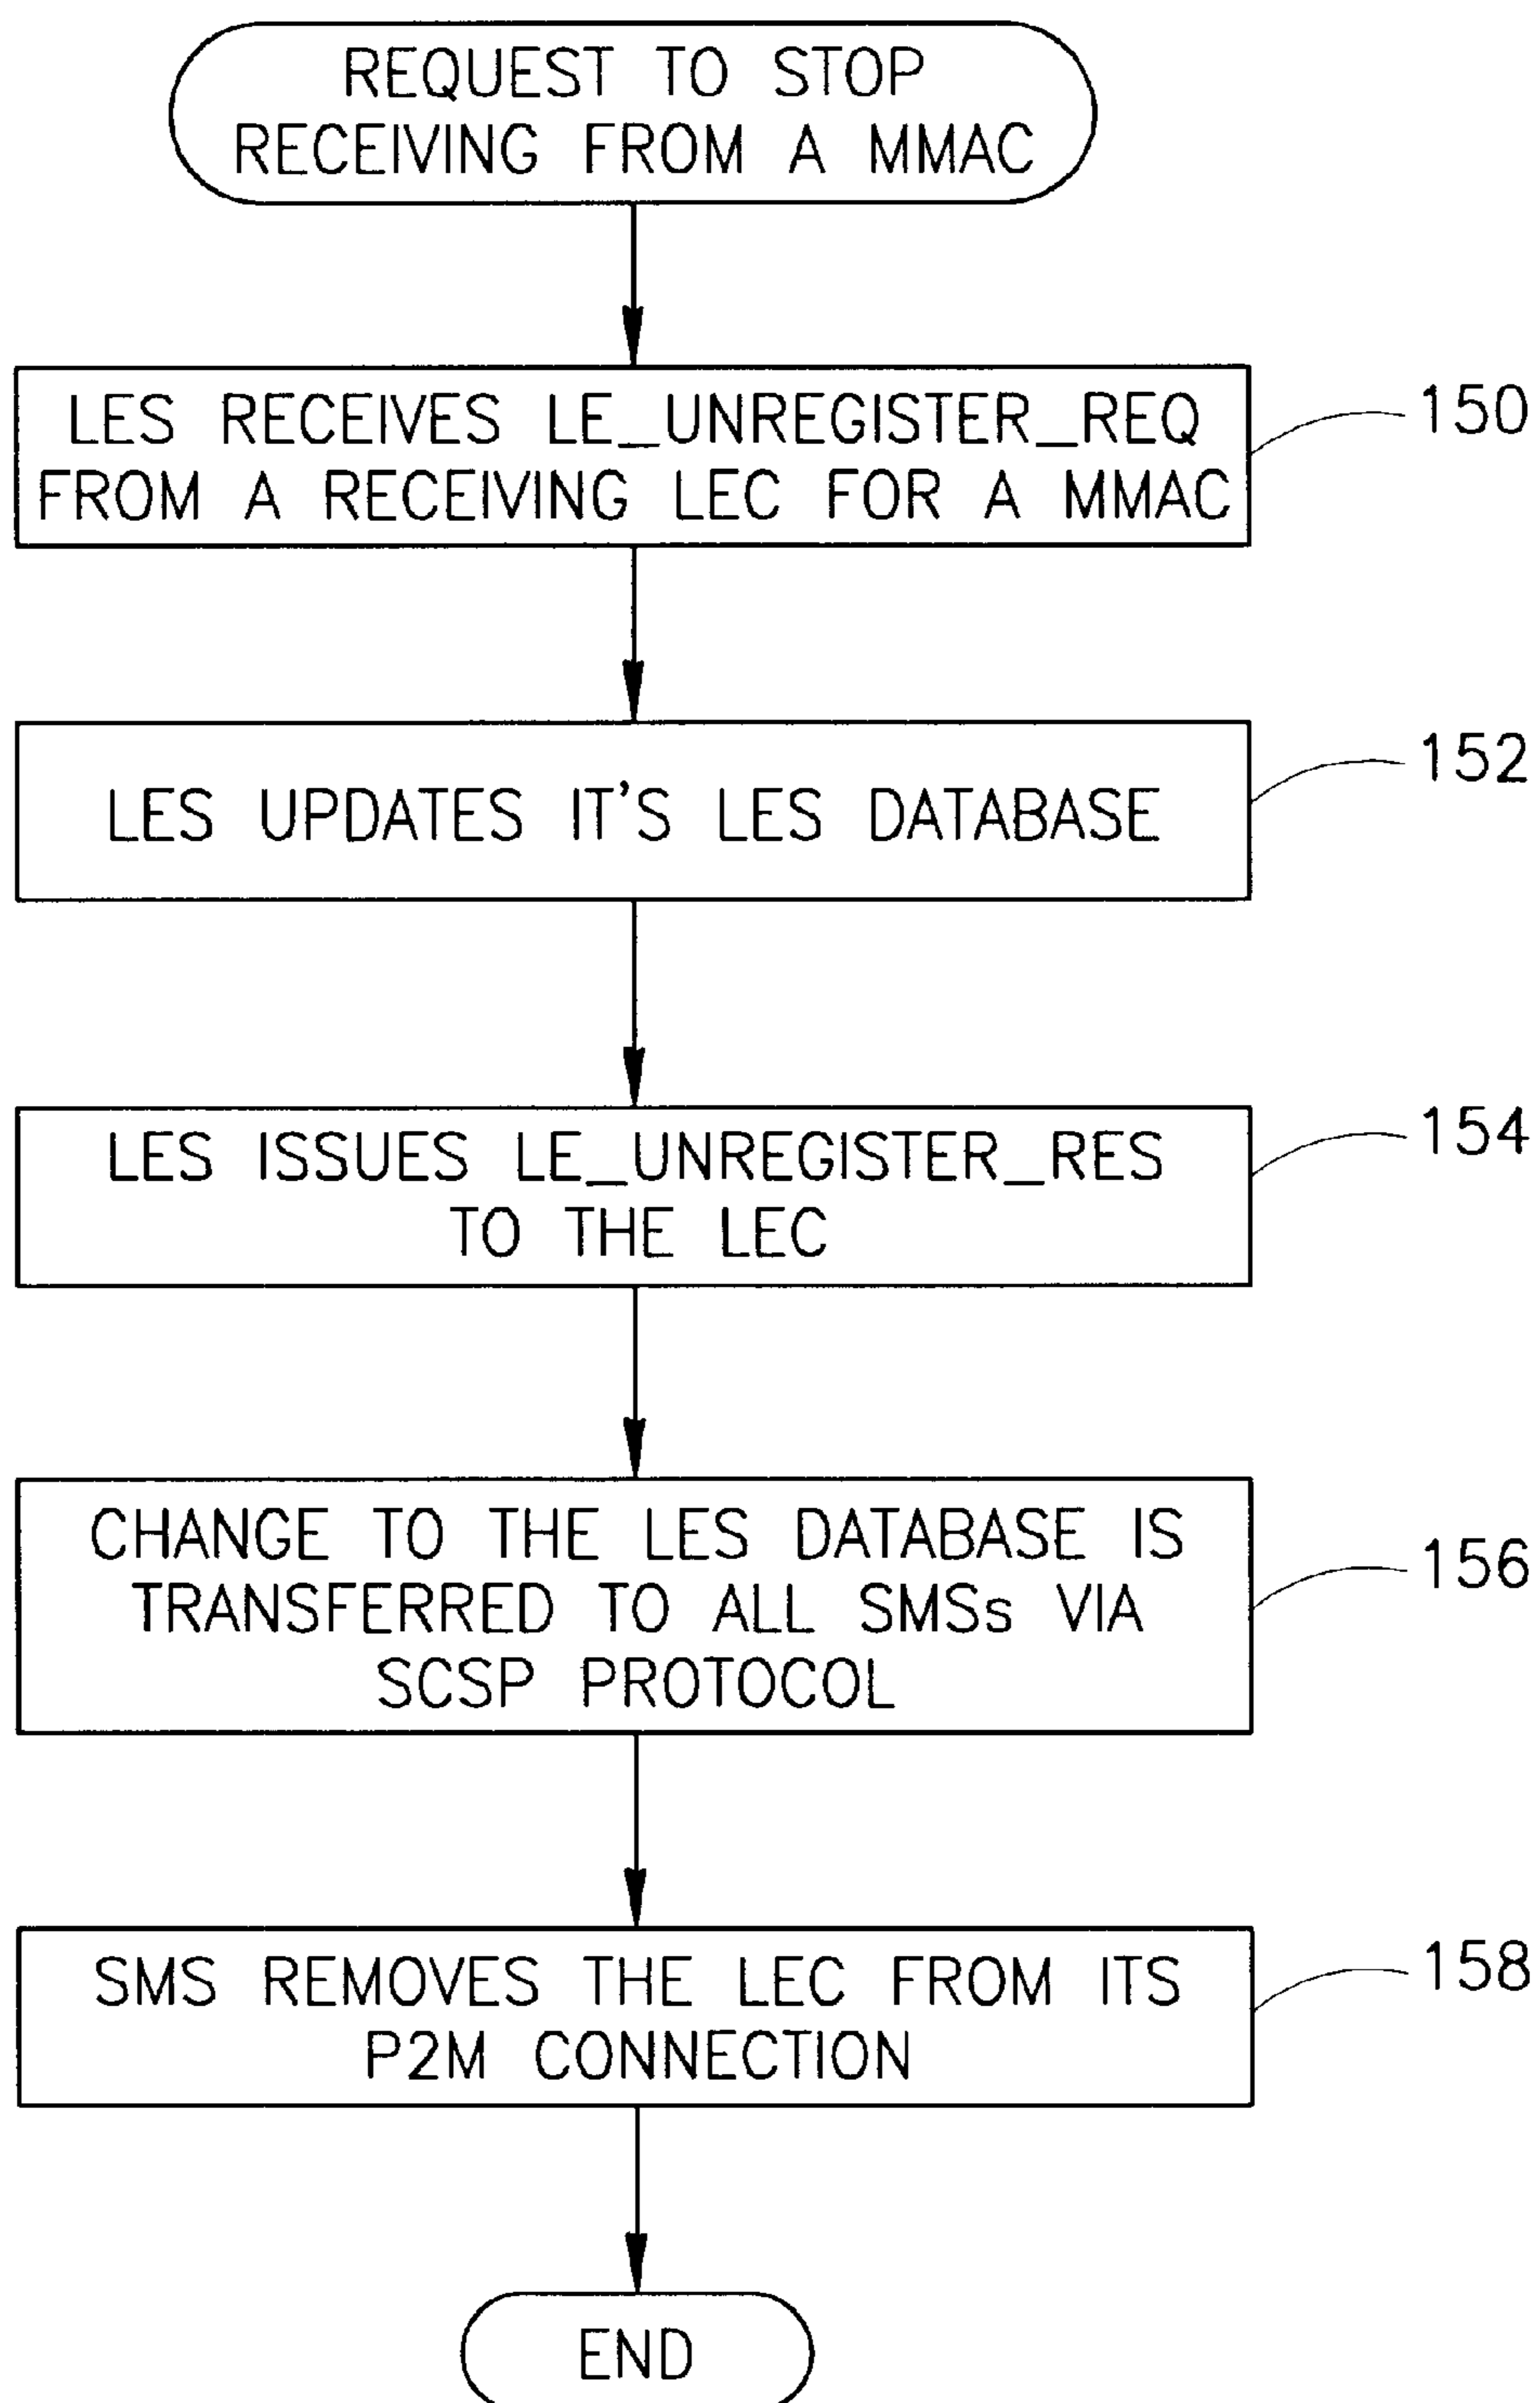 REQUEST TO STOP
RECEIVING FROM A MMAC
LES RECEIVES LE_UNREGISTER_REQ
FROM A RECEIVING LEC FOR A MMAC
150
LES UPDATES IT'S LES DATABASE
152
LES ISSUES LE_UNREGISTER_RES
TO THE LEC
154
CHANGE TO THE LES DATABASE IS
TRANSFERRED TO ALL SMSs VIA
SCSP PROTOCOL
156
SMS REMOVES THE LEC FROM ITS
P2M CONNECTION
158
END